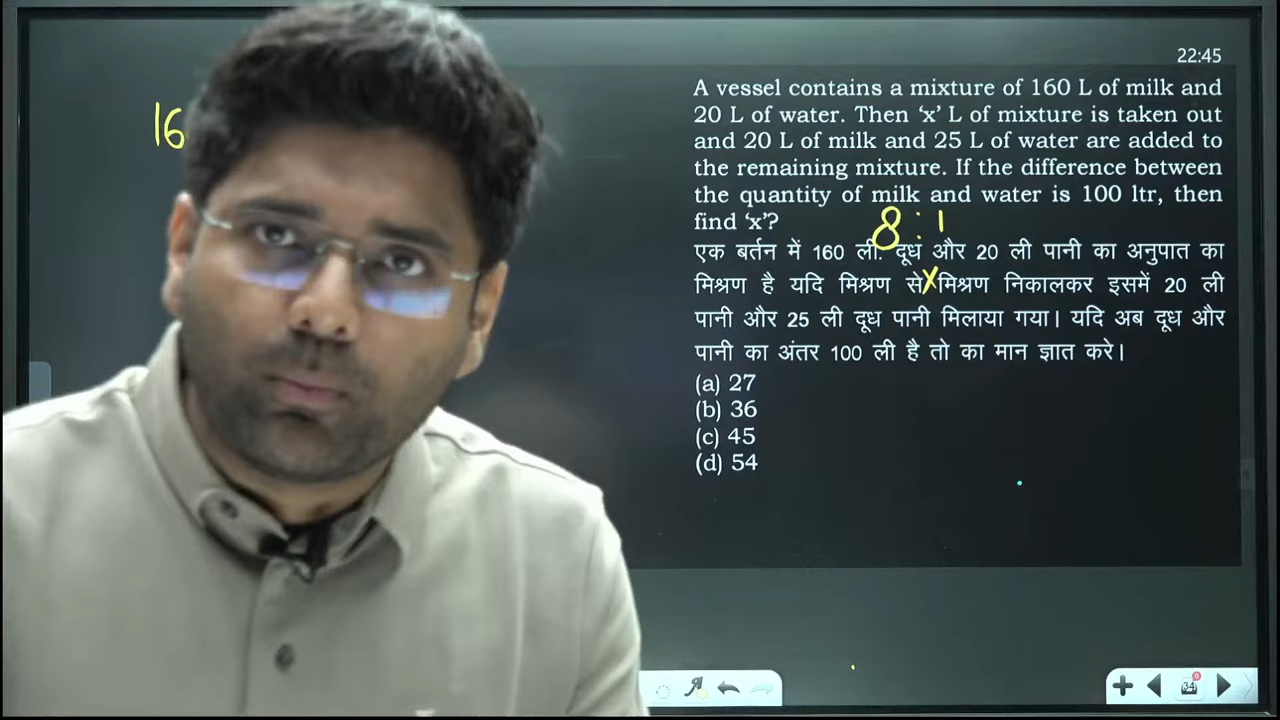 22:45
A vessel contains a mixture of 160 L of milk and
20 L of water. Then ‘x’ L of mixture is taken out
and 20 L of milk and 25 L of water are added to
the remaining mixture. If the difference between
the quantity of milk and water is 100 ltr, then
find ‘x’?
8 : 1
एक बर्तन में 160 ली. दूध और 20 ली पानी का अनुपात का
मिश्रण है यदि मिश्रण से x मिश्रण निकालकर इसमें 20 ली
पानी और 25 ली दूध पानी मिलाया गया। यदि अब दूध और
पानी का अंतर 100 ली है तो का मान ज्ञात करे।
(a) 27
(b) 36
(c) 45
(d) 54
16
34